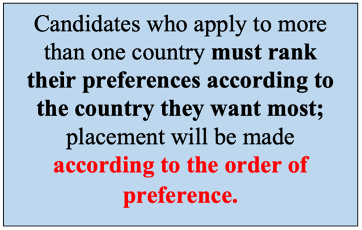 Candidates who apply to more
than one country must rank
their preferences according to
the country they want most;
placement will be made
according to the order of
preference.